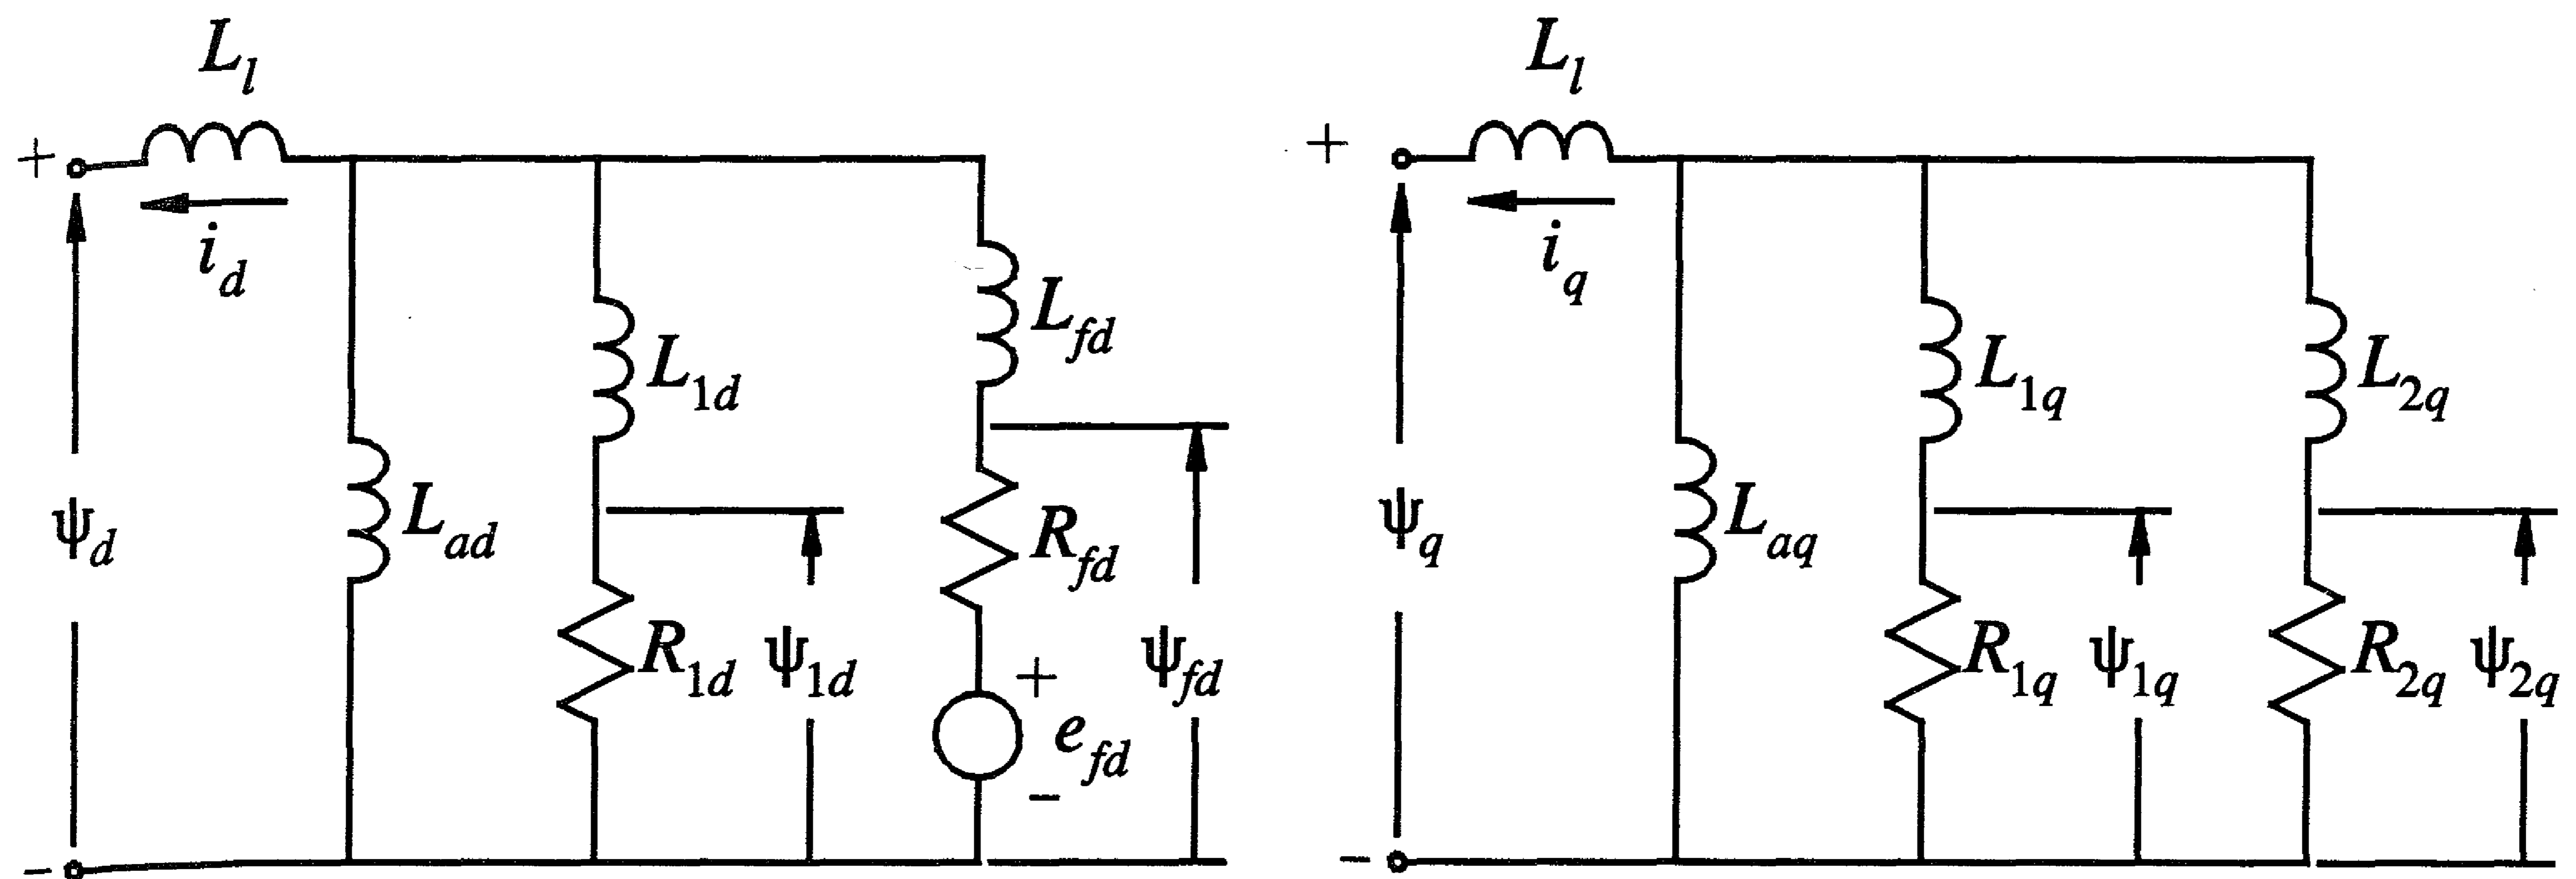 L_l
+
i_d
L_fd
L_1d
L_ad
ψ_d
R_fd
R_1d
ψ_1d
ψ_fd
+
e_fd
−
−
L_l
+
i_q
L_1q
L_2q
L_aq
ψ_q
R_1q
ψ_1q
R_2q
ψ_2q
−